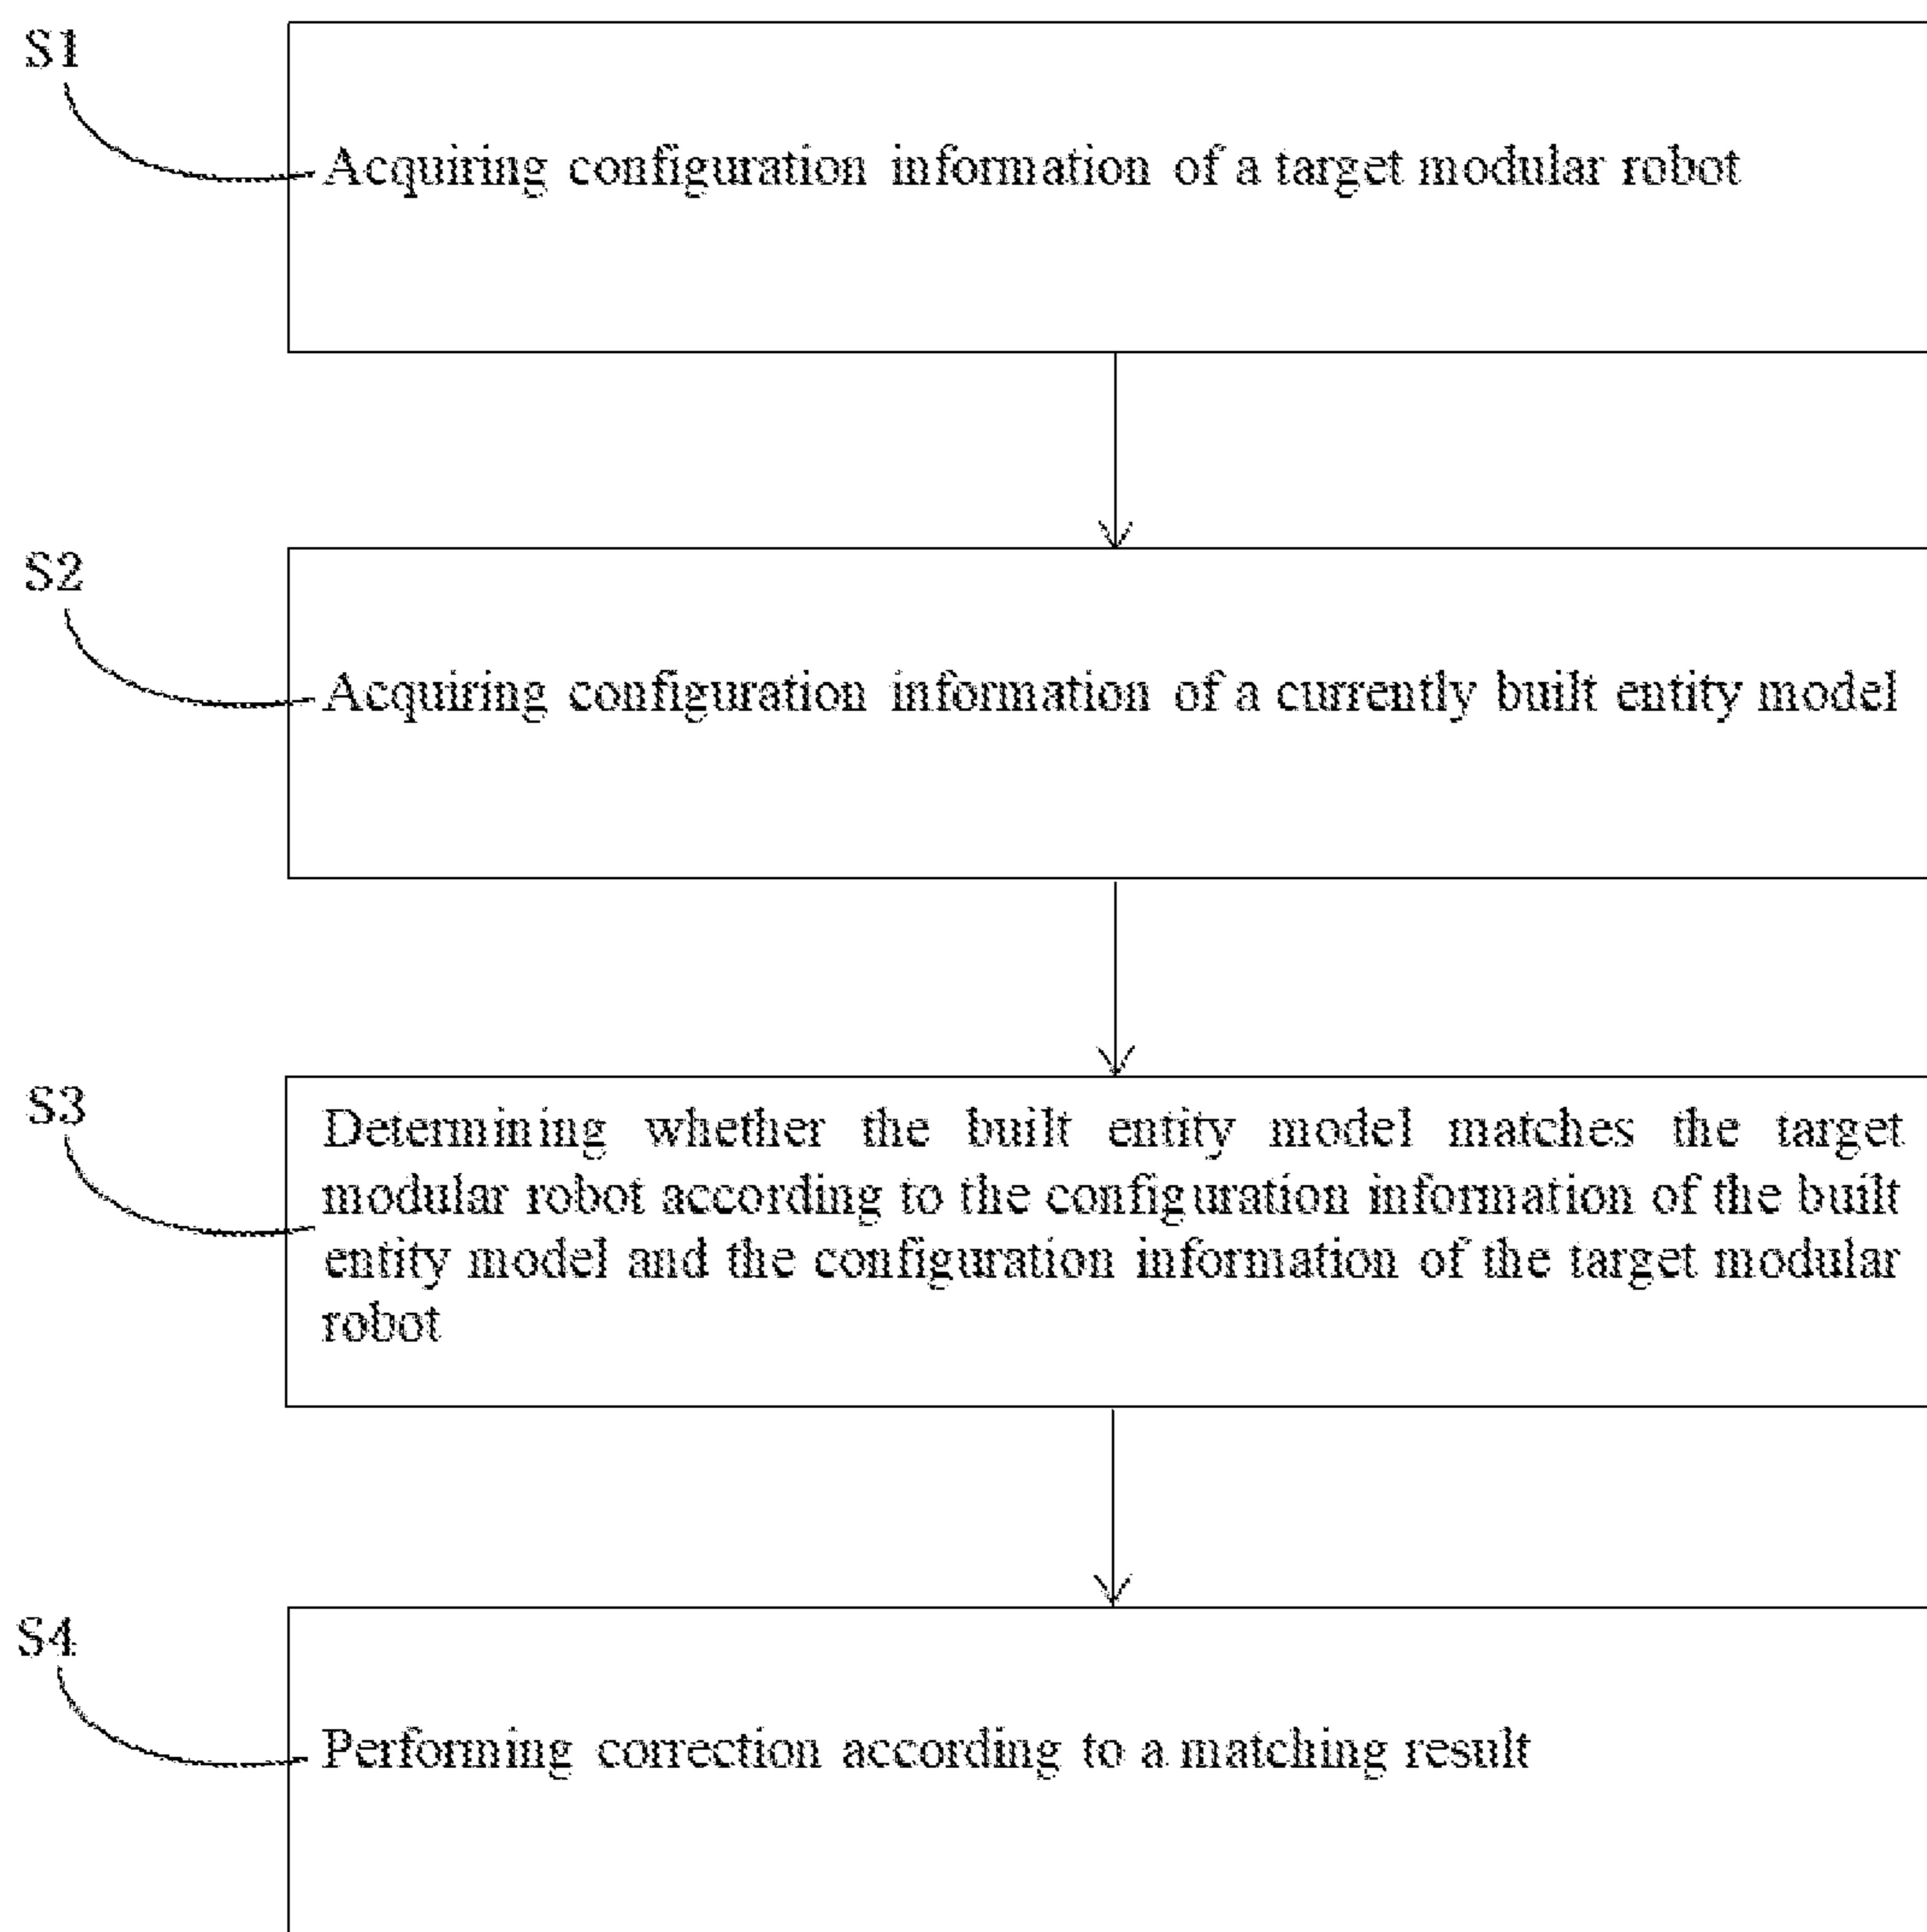 S1
Acquiring configuration information of a target modular robot
S2
Acquiring configuration information of a currently built entity model
S3
Determining whether the built entity model matches the target
modular robot according to the configuration information of the built
entity model and the configuration information of the target modular
robot
S4
Performing correction according to a matching result